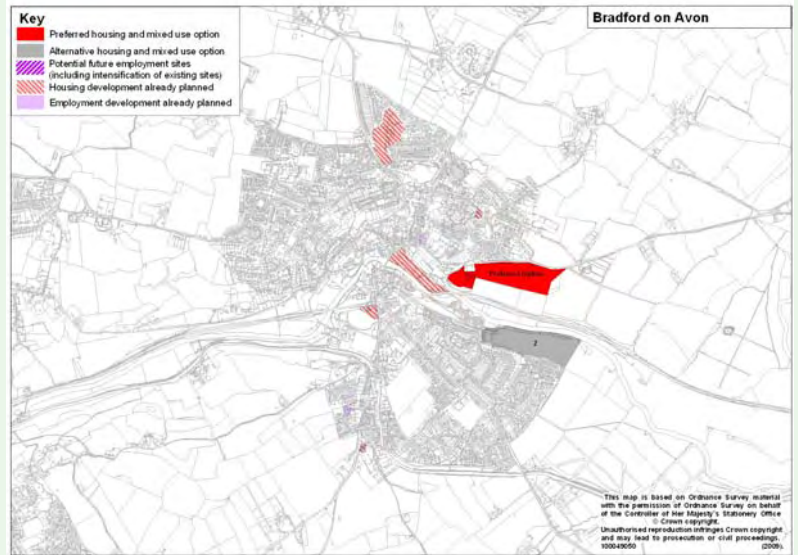 Key
Preferred housing and mixed use option
Alternative housing and mixed use option
Potential future employment sites
(including intensification of existing sites)
Housing development already planned
Employment development already planned
Bradford on Avon
Preferred Option
2
This map is based on Ordnance Survey material
with the permission of Ordnance Survey on behalf
of the Controller of Her Majesty's Stationery Office
© Crown copyright.
Unauthorised reproduction infringes Crown copyright
and may lead to prosecution or civil proceedings.
100049050 (2009).